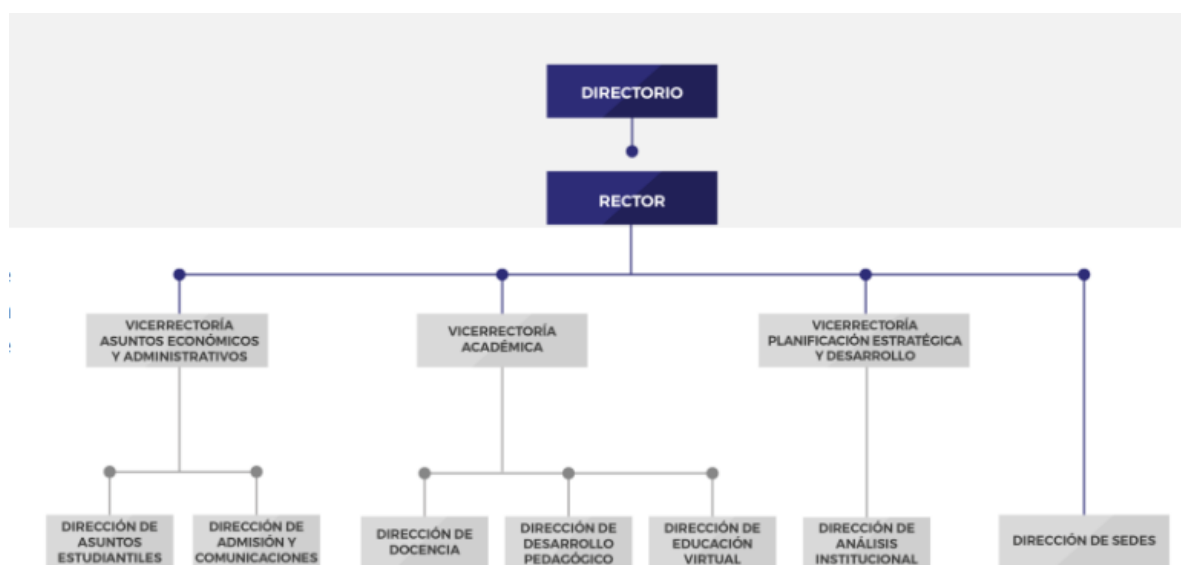 DIRECTORIO
RECTOR
VICERRECTORÍA
ASUNTOS ECONÓMICOS
Y ADMINISTRATIVOS
VICERRECTORÍA
ACADÉMICA
VICERRECTORÍA
PLANIFICACIÓN ESTRATÉGICA
Y DESARROLLO
DIRECCIÓN DE
ASUNTOS
ESTUDIANTILES
DIRECCIÓN DE
ADMISIÓN Y
COMUNICACIONES
DIRECCIÓN DE
DOCENCIA
DIRECCIÓN DE
DESARROLLO
PEDAGÓGICO
DIRECCIÓN DE
EDUCACIÓN
VIRTUAL
DIRECCIÓN DE
ANÁLISIS
INSTITUCIONAL
DIRECCIÓN DE SEDES